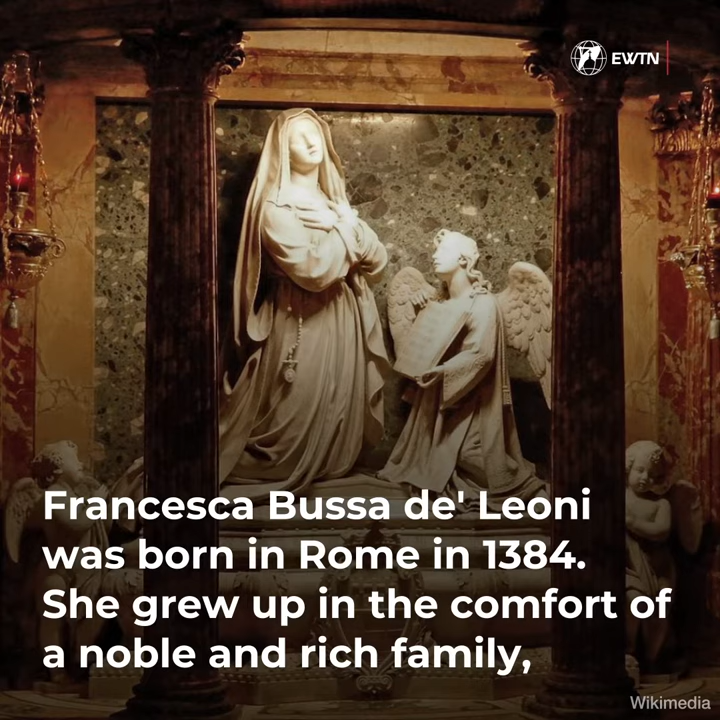 EWTN
Francesca Bussa de' Leoni
was born in Rome in 1384.
She grew up in the comfort of
a noble and rich family,
Wikimedia